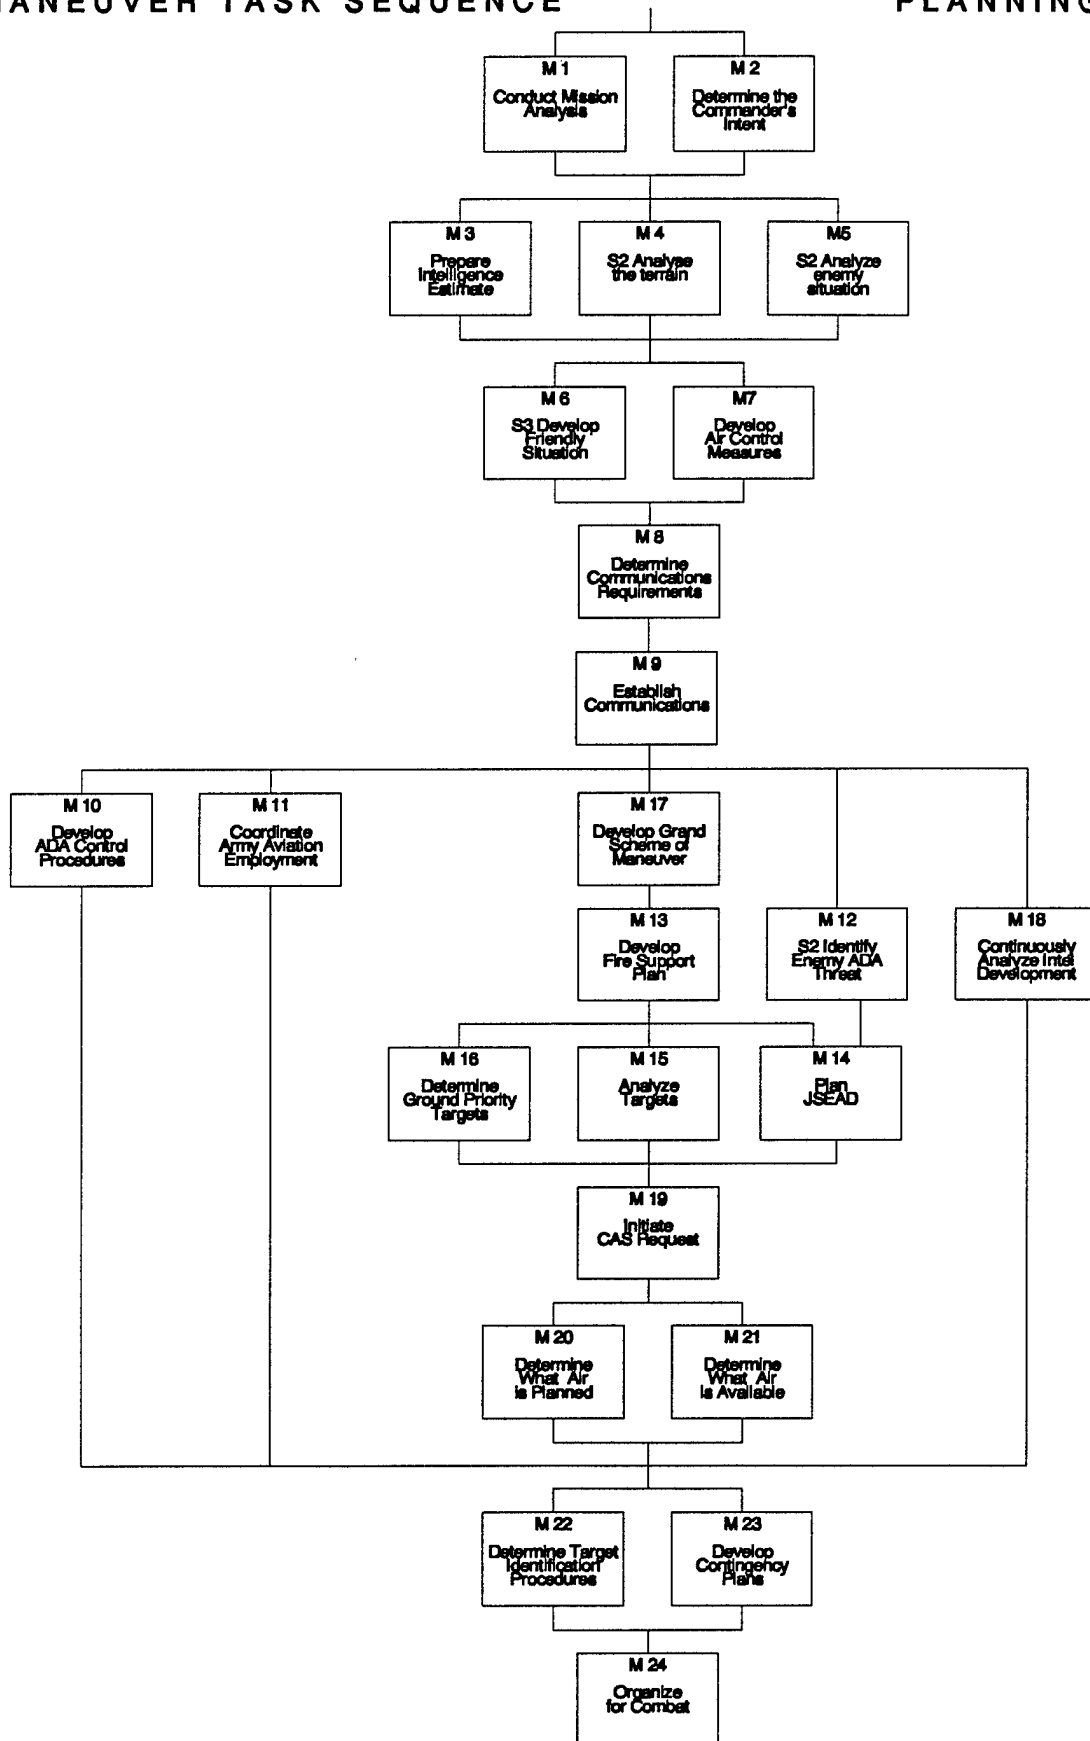 MANEUVER TASK SEQUENCE
PLANNING
M 1
Conduct Mission
Analysis
M 2
Determine the
Commander's
Intent
M 3
Prepare
Intelligence
Estimate
M 4
S2 Analyse
the terrain
M5
S2 Analyze
enemy
situation
M 6
S3 Develop
Friendly
Situation
M7
Develop
Air Control
Measures
M 8
Determine
Communications
Requirements
M 9
Establish
Communications
M 10
Develop
ADA Control
Procedures
M 11
Coordinate
Army Aviation
Employment
M 17
Develop Grand
Scheme of
Maneuver
M 13
Develop
Fire Support
Plan
M 12
S2 Identify
Enemy ADA
Threat
M 18
Continuously
Analyze Intel
Development
M 16
Determine
Ground Priority
Targets
M 15
Analyze
Targets
M 14
Plan
JSEAD
M 19
Initiate
CAS Request
M 20
Determine
What Air
is Planned
M 21
Determine
What Air
is Available
M 22
Determine Target
Identification
Procedures
M 23
Develop
Contingency
Plans
M 24
Organize
for Combat